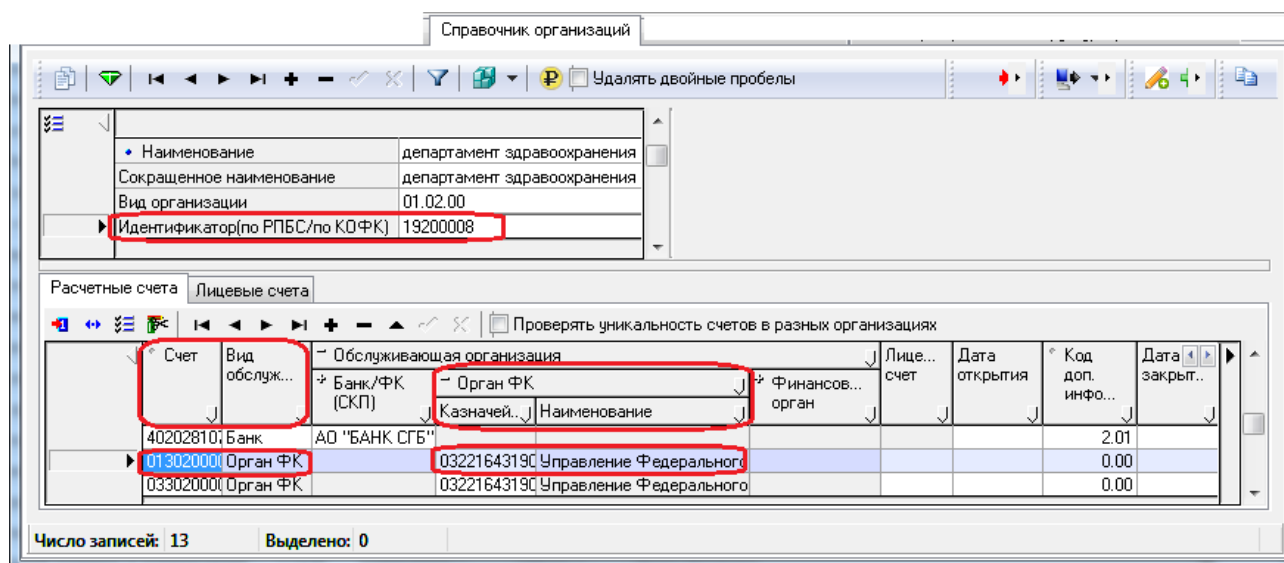 Справочник организаций
Удалять двойные пробелы
Наименование департамент здравоохранения
Сокращенное наименование департамент здравоохранения
Вид организации 01.02.00
Идентификатор(по РПБС/по КОФК) 19200008
Расчетные счета Лицевые счета
Проверять уникальность счетов в разных организациях
Счет Вид обслуж... Обслуживающая организация Лице... счет Дата открытия Код доп. инфо... Дата закрыт..
Банк/ФК (СКП) Орган ФК Финансов... орган
Казначей.. Наименование
40202810 Банк АО "БАНК СГБ" 2.01
013020000 Орган ФК 03221643190 Управление Федерального 0.00
033020000 Орган ФК 03221643190 Управление Федерального 0.00
Число записей: 13 Выделено: 0